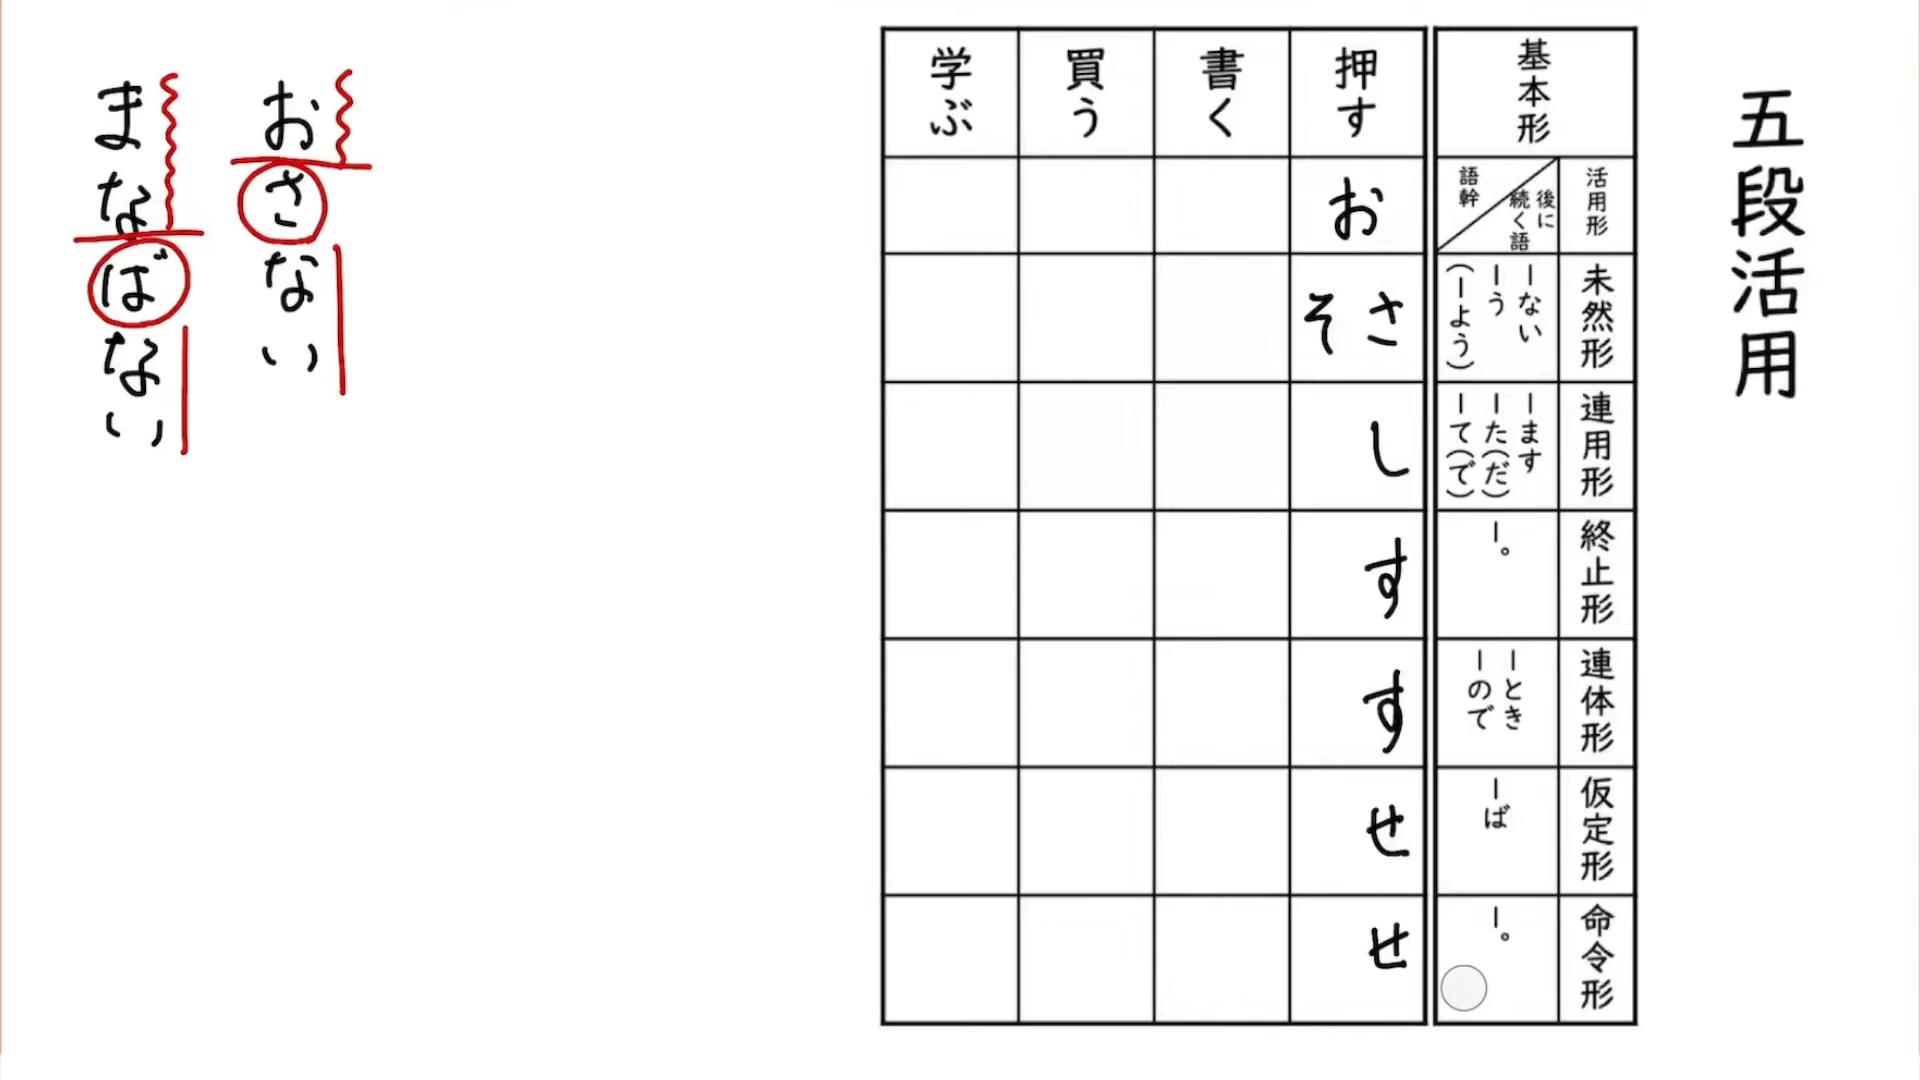 五段活用
基本形
活用形
後に
続く語
語幹
未然形
ーない
ーう
(ーよう)
連用形
ーます
ーた(だ)
ーて(で)
終止形
ー。
連体形
ーとき
ーので
仮定形
ーば
命令形
ー。
押す
お
さ
そ
し
す
す
せ
せ
書く
買う
学ぶ
おさない
まなばない